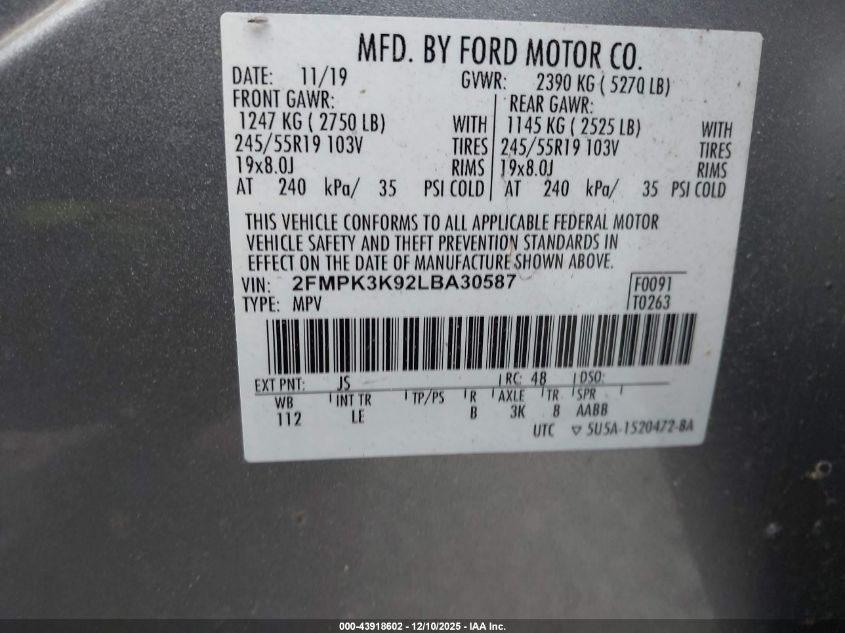 MFD. BY FORD MOTOR CO.
DATE: 11/19 GVWR: 2390 KG ( 5270 LB)
FRONT GAWR: REAR GAWR:
1247 KG ( 2750 LB) WITH 1145 KG ( 2525 LB) WITH
245/55R19 103V TIRES 245/55R19 103V TIRES
19x8.0J RIMS 19x8.0J RIMS
AT 240 kPa/ 35 PSI COLD AT 240 kPa/ 35 PSI COLD
THIS VEHICLE CONFORMS TO ALL APPLICABLE FEDERAL MOTOR
VEHICLE SAFETY AND THEFT PREVENTION STANDARDS IN
EFFECT ON THE DATE OF MANUFACTURE SHOWN ABOVE.
VIN: 2FMPK3K92LBA30587 F0091
TYPE: MPV T0263
EXT PNT: JS RC: 48 DSO:
WB INT TR TP/PS R AXLE TR SPR
112 LE B 3K 8 AABB
UTC ▽ 5U5A-1520472-BA
000-43918602 - 12/10/2025 - IAA Inc.